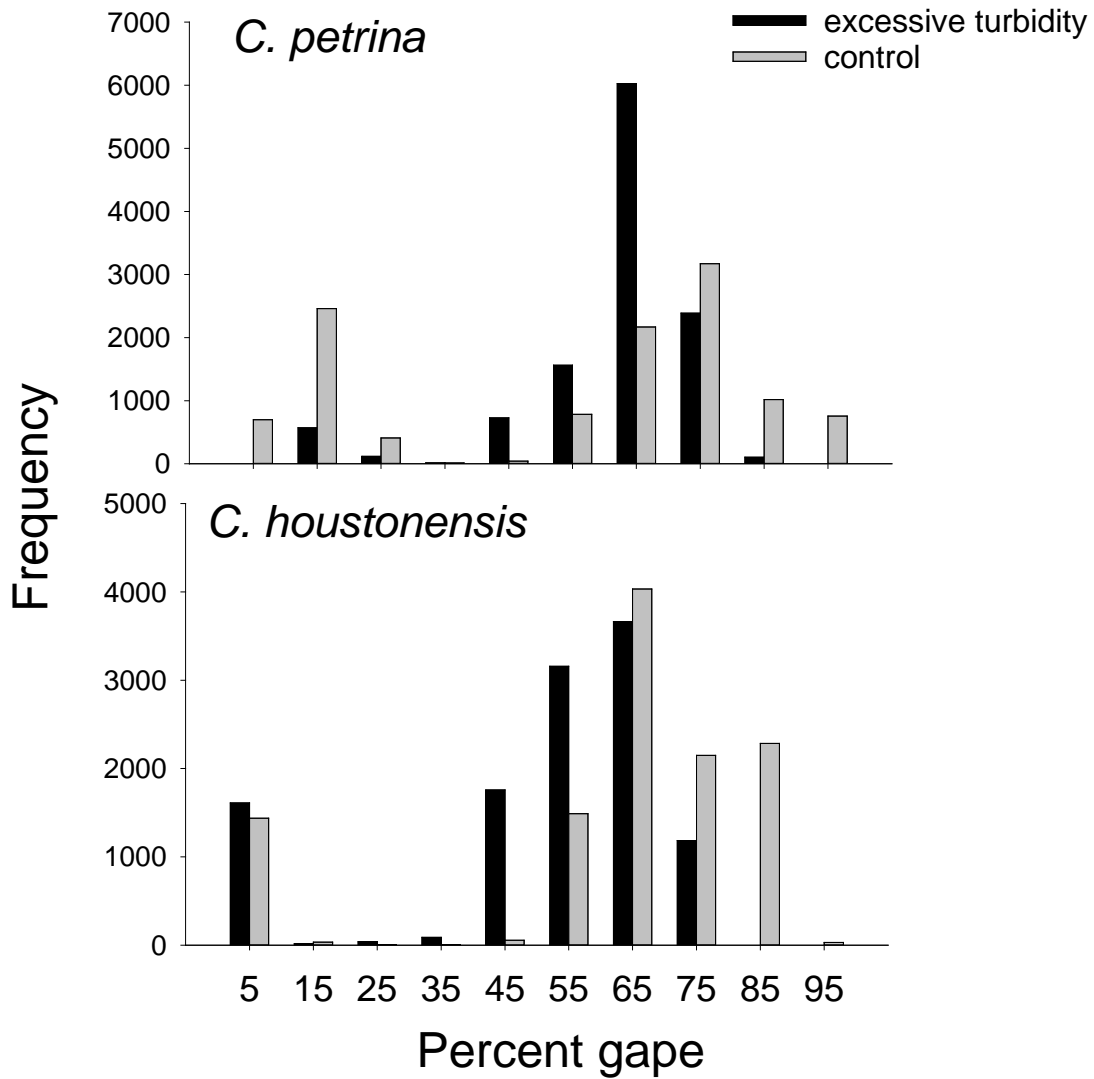 C. petrina
excessive turbidity
control
7000
6000
5000
4000
3000
2000
1000
0
Frequency
C. houstonensis
5000
4000
3000
2000
1000
0
5 15 25 35 45 55 65 75 85 95
Percent gape